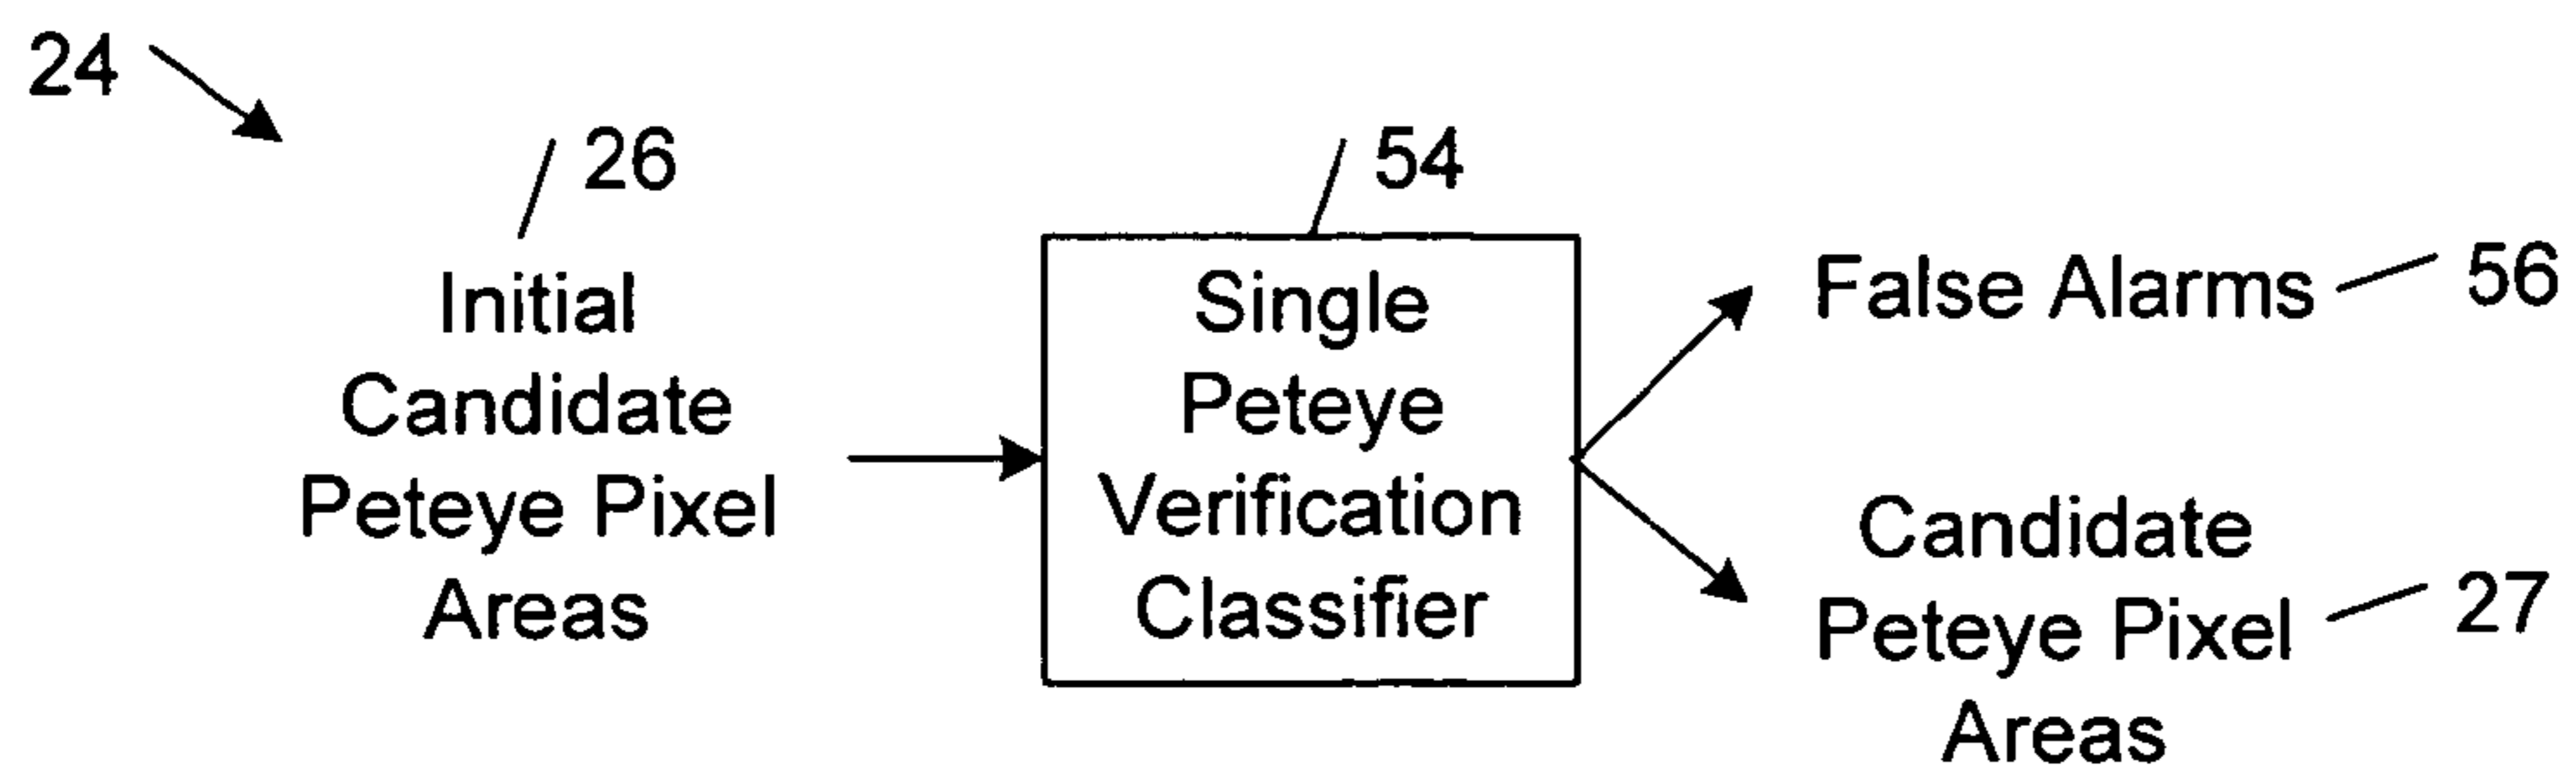 24
26
Initial
Candidate
Peteye Pixel
Areas
54
Single
Peteye
Verification
Classifier
False Alarms
56
Candidate
Peteye Pixel
Areas
27